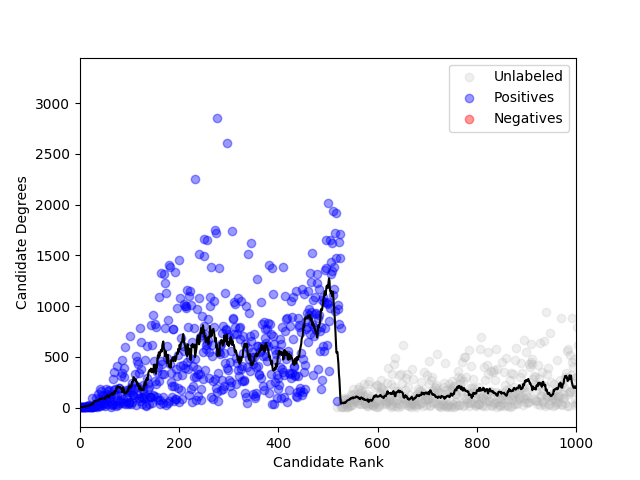 Unlabeled
Positives
Negatives
3000
2500
2000
1500
1000
500
0
Candidate Degrees
0 200 400 600 800 1000
Candidate Rank